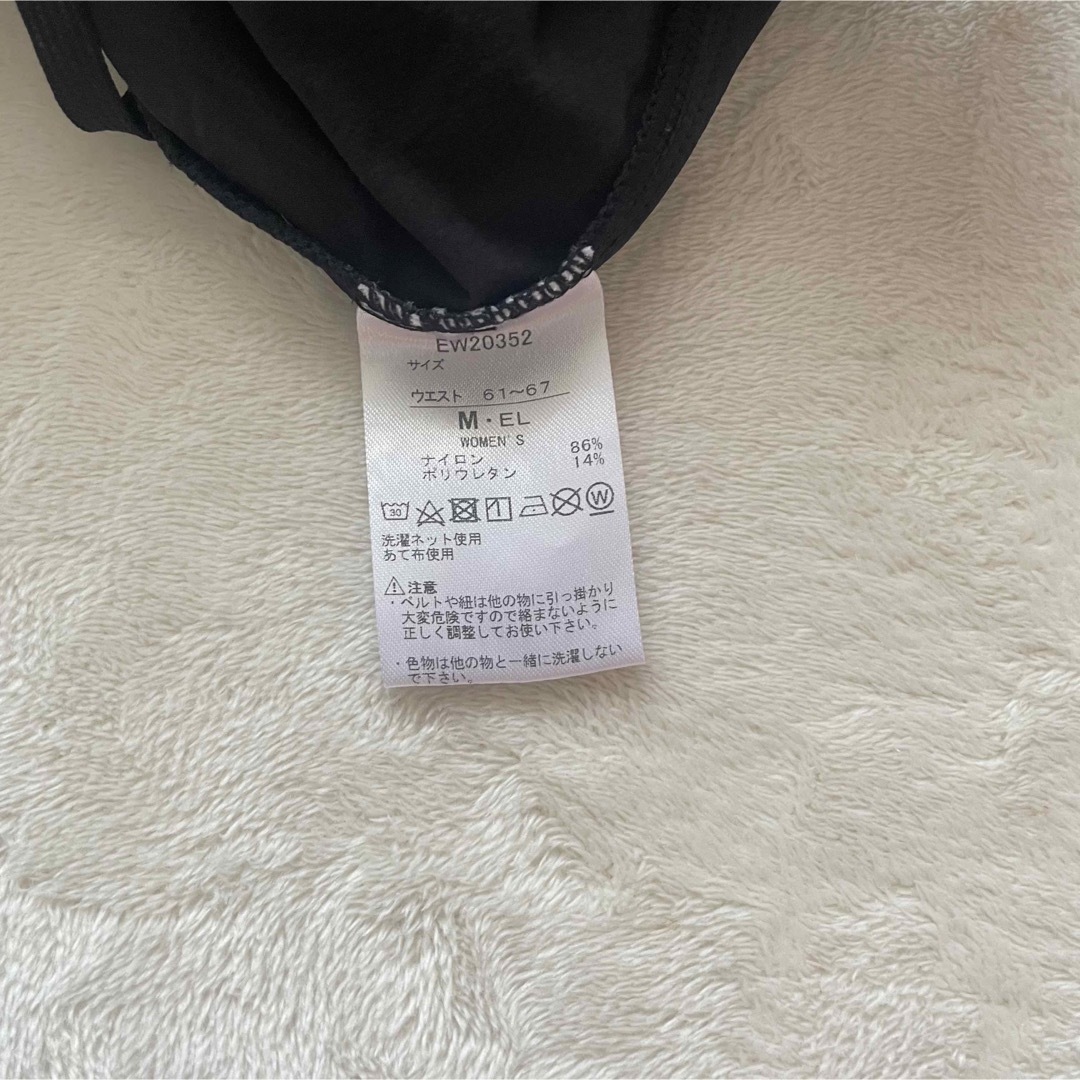 EW20352
サイズ
ウエスト 61～67
M・EL
WOMEN'S
ナイロン 86%
ポリウレタン 14%
30 W
洗濯ネット使用
あて布使用
注意
・ベルトや紐は他の物に引っ掛かり
大変危険ですので絡まないように
正しく調整してお使い下さい。
・色物は他の物と一緒に洗濯しない
で下さい。